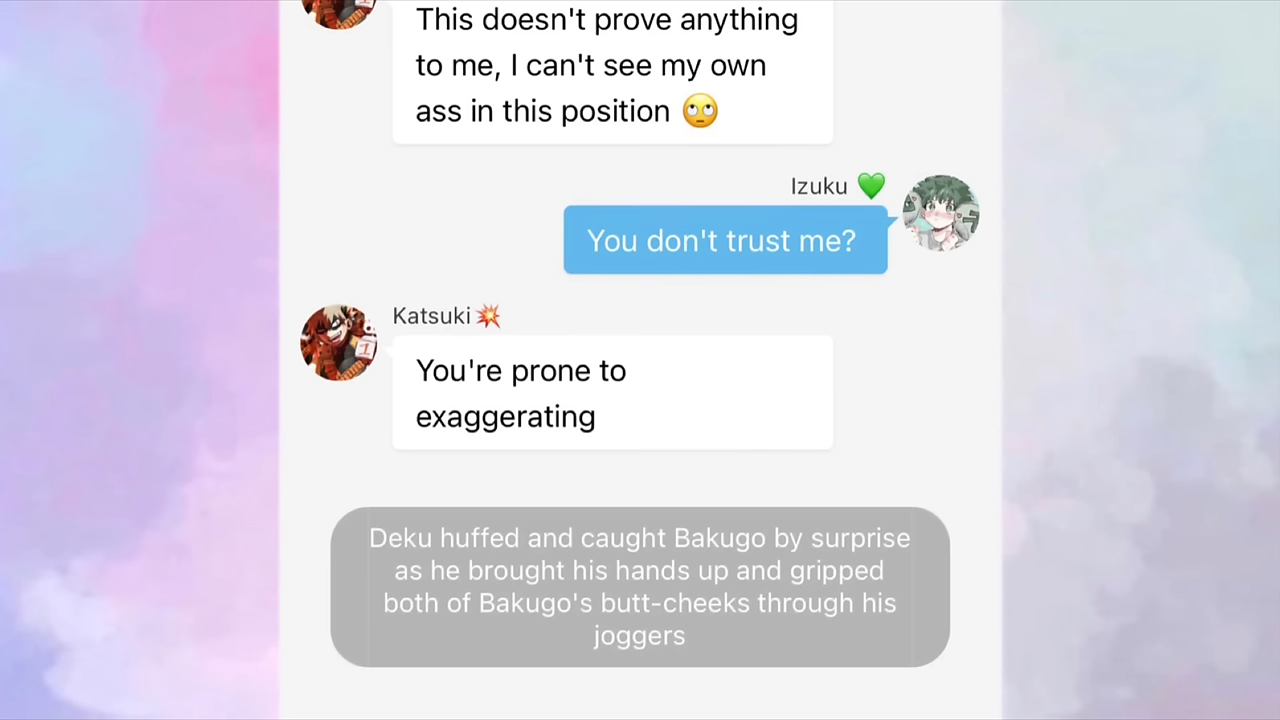 This doesn't prove anything
to me, I can't see my own
ass in this position 🙄
Izuku 💚
You don't trust me?
Katsuki💥
You're prone to
exaggerating
Deku huffed and caught Bakugo by surprise
as he brought his hands up and gripped
both of Bakugo's butt-cheeks through his
joggers